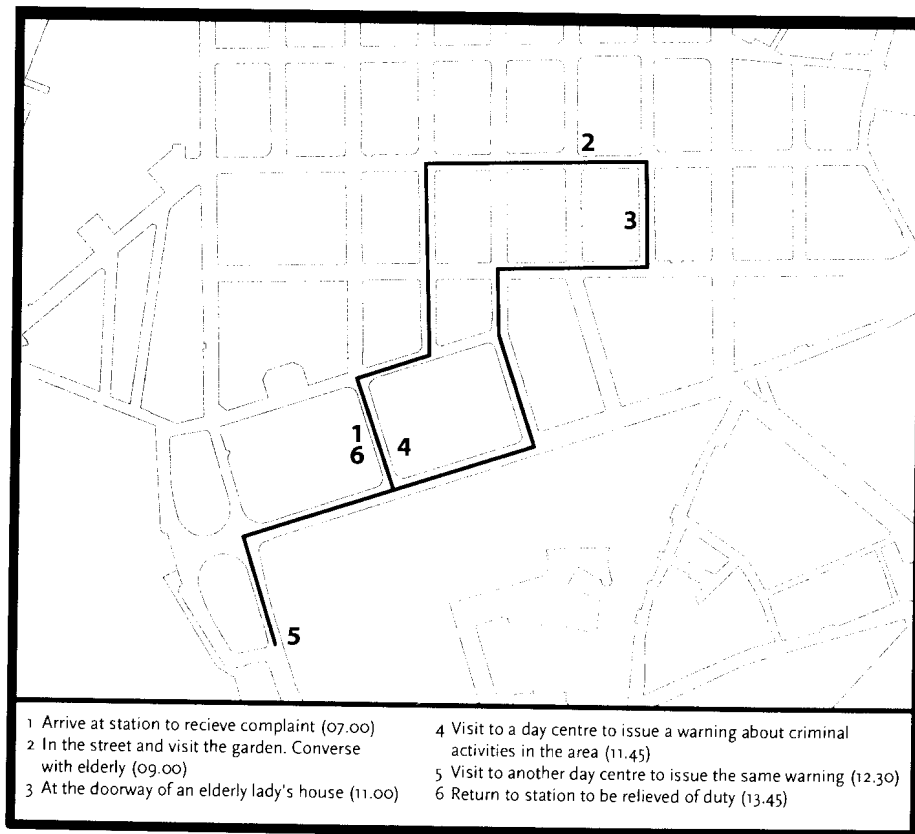 2
3
1
6
4
5
1 Arrive at station to recieve complaint (07.00)
2 In the street and visit the garden. Converse
with elderly (09.00)
3 At the doorway of an elderly lady's house (11.00)
4 Visit to a day centre to issue a warning about criminal
activities in the area (11.45)
5 Visit to another day centre to issue the same warning (12.30)
6 Return to station to be relieved of duty (13.45)